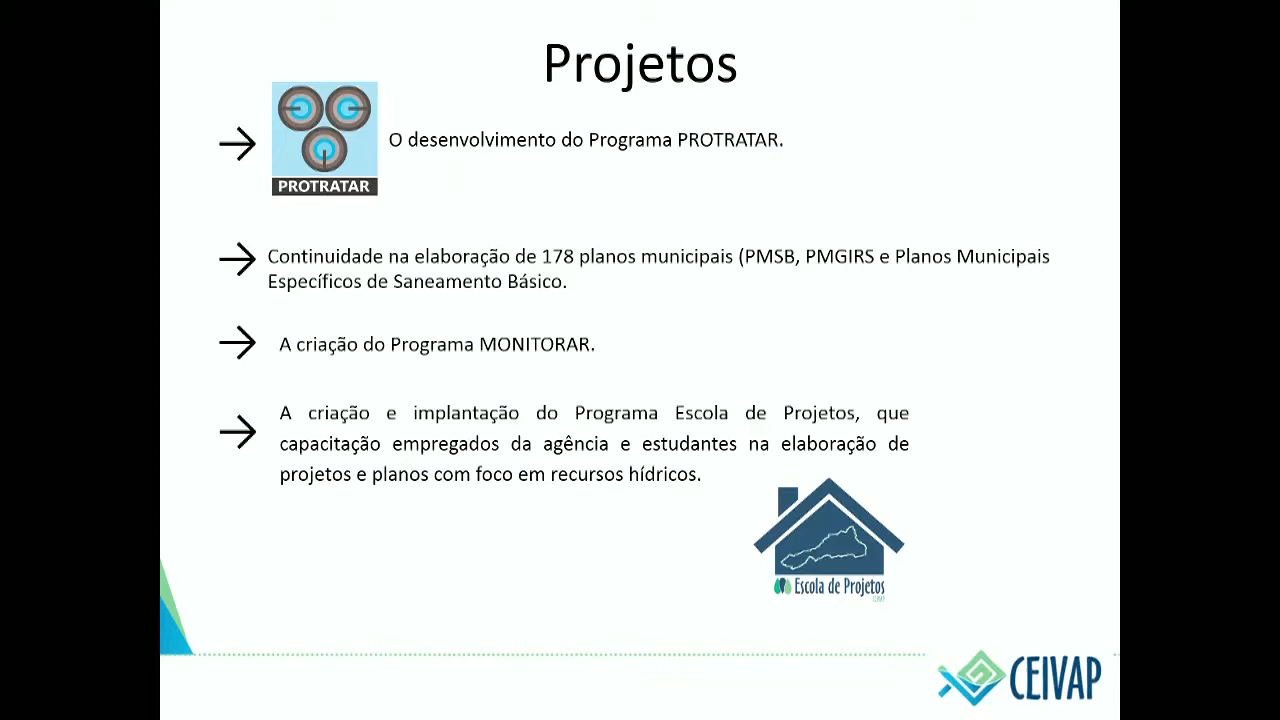 Projetos
O desenvolvimento do Programa PROTRATAR.
PROTRATAR
Continuidade na elaboração de 178 planos municipais (PMSB, PMGIRS e Planos Municipais
Específicos de Saneamento Básico.
A criação do Programa MONITORAR.
A criação e implantação do Programa Escola de Projetos, que
capacitação empregados da agência e estudantes na elaboração de
projetos e planos com foco em recursos hídricos.
Escola de Projetos
CEIVAP
CEIVAP